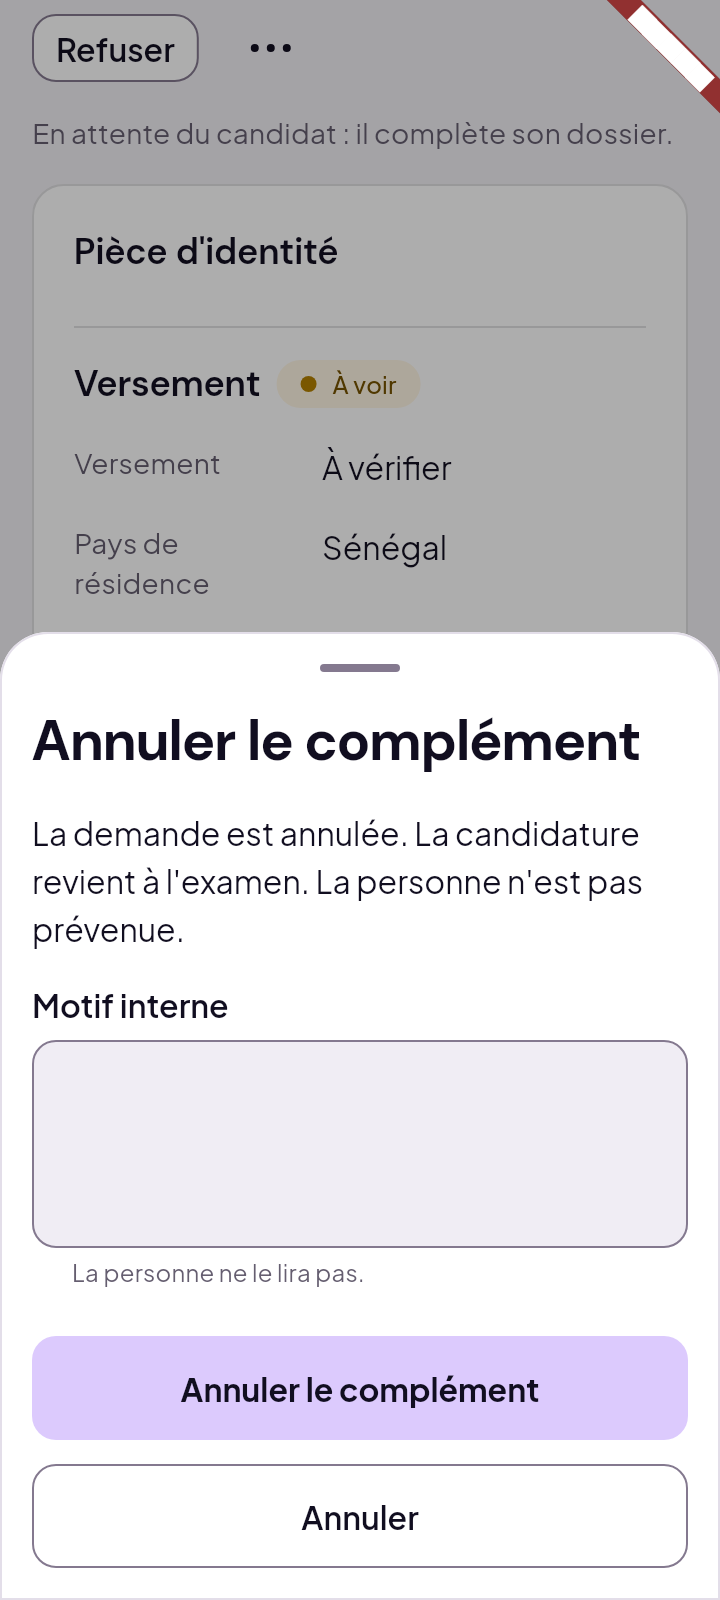 Refuser
En attente du candidat : il complète son dossier.
Pièce d'identité
Versement
À voir
Versement
À vérifier
Pays de
résidence
Sénégal
Annuler le complément
La demande est annulée. La candidature
revient à l'examen. La personne n'est pas
prévenue.
Motif interne
La personne ne le lira pas.
Annuler le complément
Annuler